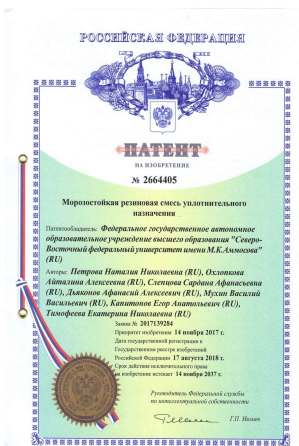 РОССИЙСКАЯ ФЕДЕРАЦИЯ
ПАТЕНТ
НА ИЗОБРЕТЕНИЕ
№ 2664405
Морозостойкая резиновая смесь уплотнительного
назначения
Патентообладатель: Федеральное государственное автономное
образовательное учреждение высшего образования "Северо-
Восточный федеральный университет имени М.К.Аммосова"
(RU)
Авторы: Петрова Наталия Николаевна (RU), Охлопкова
Айталина Алексеевна (RU), Слепцова Сардана Афанасьевна
(RU), Дьяконов Афанасий Алексеевич (RU), Мухин Василий
Васильевич (RU), Капитонов Егор Анатольевич (RU),
Тимофеева Екатерина Николаевна (RU)
Заявка № 2017139284
Приоритет изобретения 14 ноября 2017 г.
Дата государственной регистрации в
Государственном реестре изобретений
Российской Федерации 17 августа 2018 г.
Срок действия исключительного права
на изобретение истекает 14 ноября 2037 г.
Руководитель Федеральной службы
по интеллектуальной собственности
Г.П. Ивлиев